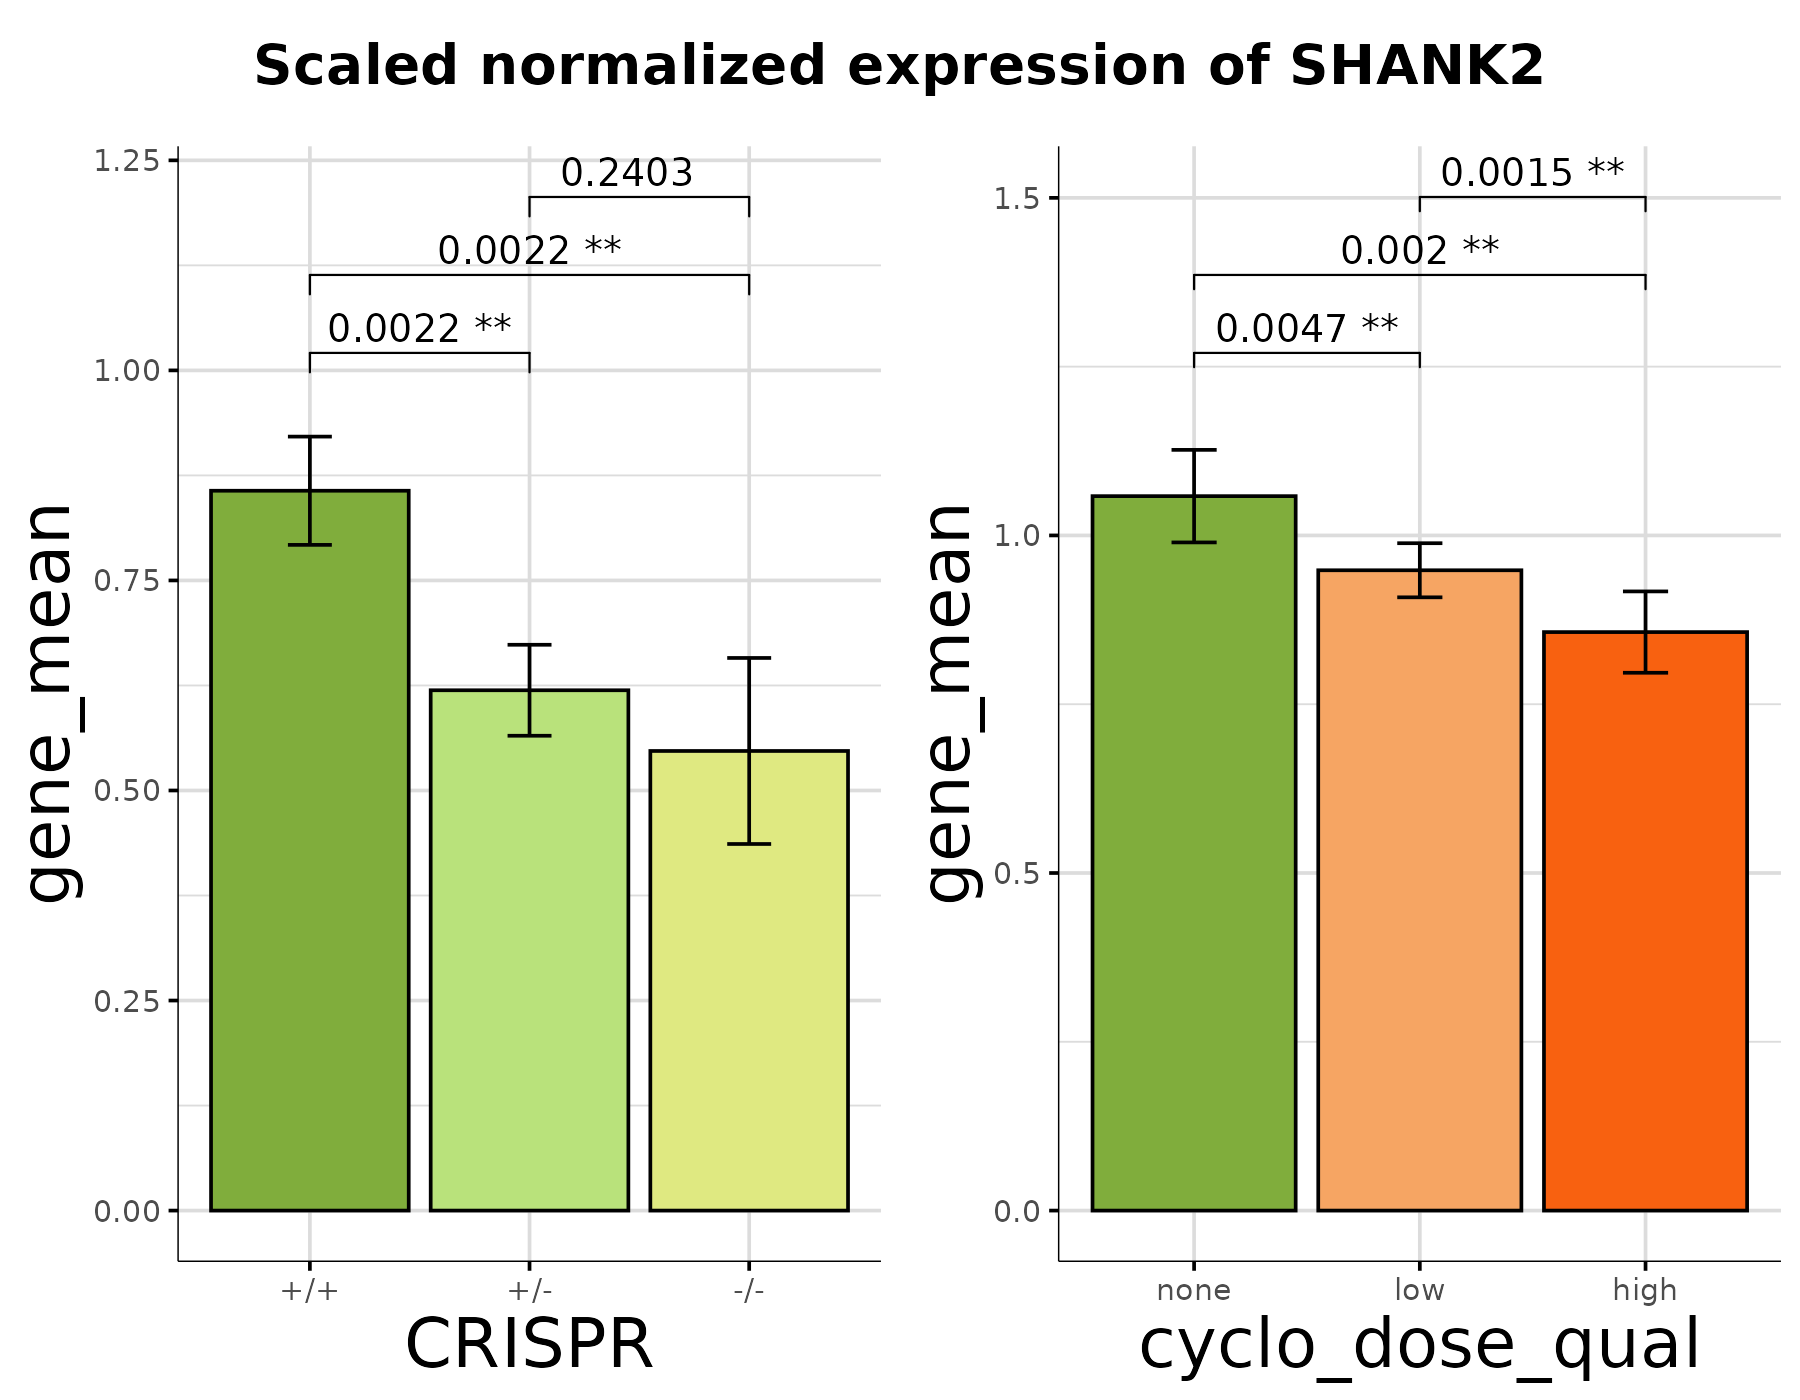 Scaled normalized expression of SHANK2
gene_mean
1.25
1.00
0.75
0.50
0.25
0.00
0.2403
0.0022 **
0.0022 **
+/+ +/- -/-
CRISPR
gene_mean
1.5
1.0
0.5
0.0
0.0015 **
0.002 **
0.0047 **
none low high
cyclo_dose_qual